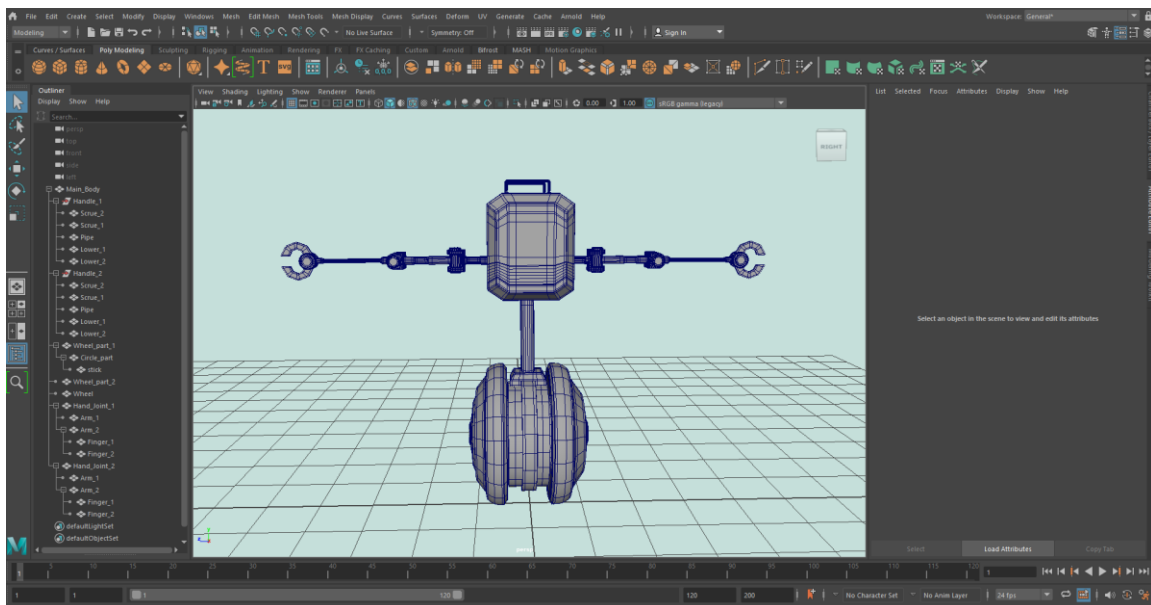 File Edit Create Select Modify Display Windows Mesh Edit Mesh Mesh Tools Mesh Display Curves Surfaces Deform UV Generate Cache Arnold Help Workspace: General*
Modeling No Live Surface Symmetry: Off Sign In
Curves / Surfaces Poly Modeling Sculpting Rigging Animation Rendering FX FX Caching Custom Arnold Bifrost MASH Motion Graphics
Outliner
Display Show Help
Search...
persp
top
front
side
left
Main_Body
Handle_1
Scrue_2
Scrue_1
Pipe
Lower_1
Lower_2
Handle_2
Scrue_2
Scrue_1
Pipe
Lower_1
Lower_2
Wheel_part_1
Circle_part
stick
Wheel_part_2
Wheel
Hand_Joint_1
Arm_1
Arm_2
Finger_1
Finger_2
Hand_Joint_2
Arm_1
Arm_2
Finger_1
Finger_2
defaultLightSet
defaultObjectSet
View Shading Lighting Show Renderer Panels
0.00 1.00 sRGB gamma (legacy)
RIGHT
persp
List Selected Focus Attributes Display Show Help
Select an object in the scene to view and edit its attributes
Select Load Attributes Copy Tab
5 10 15 20 25 30 35 40 45 50 55 60 65 70 75 80 85 90 95 100 105 110 115 120 1
1 1 1 120 120 200 No Character Set No Anim Layer 24 fps